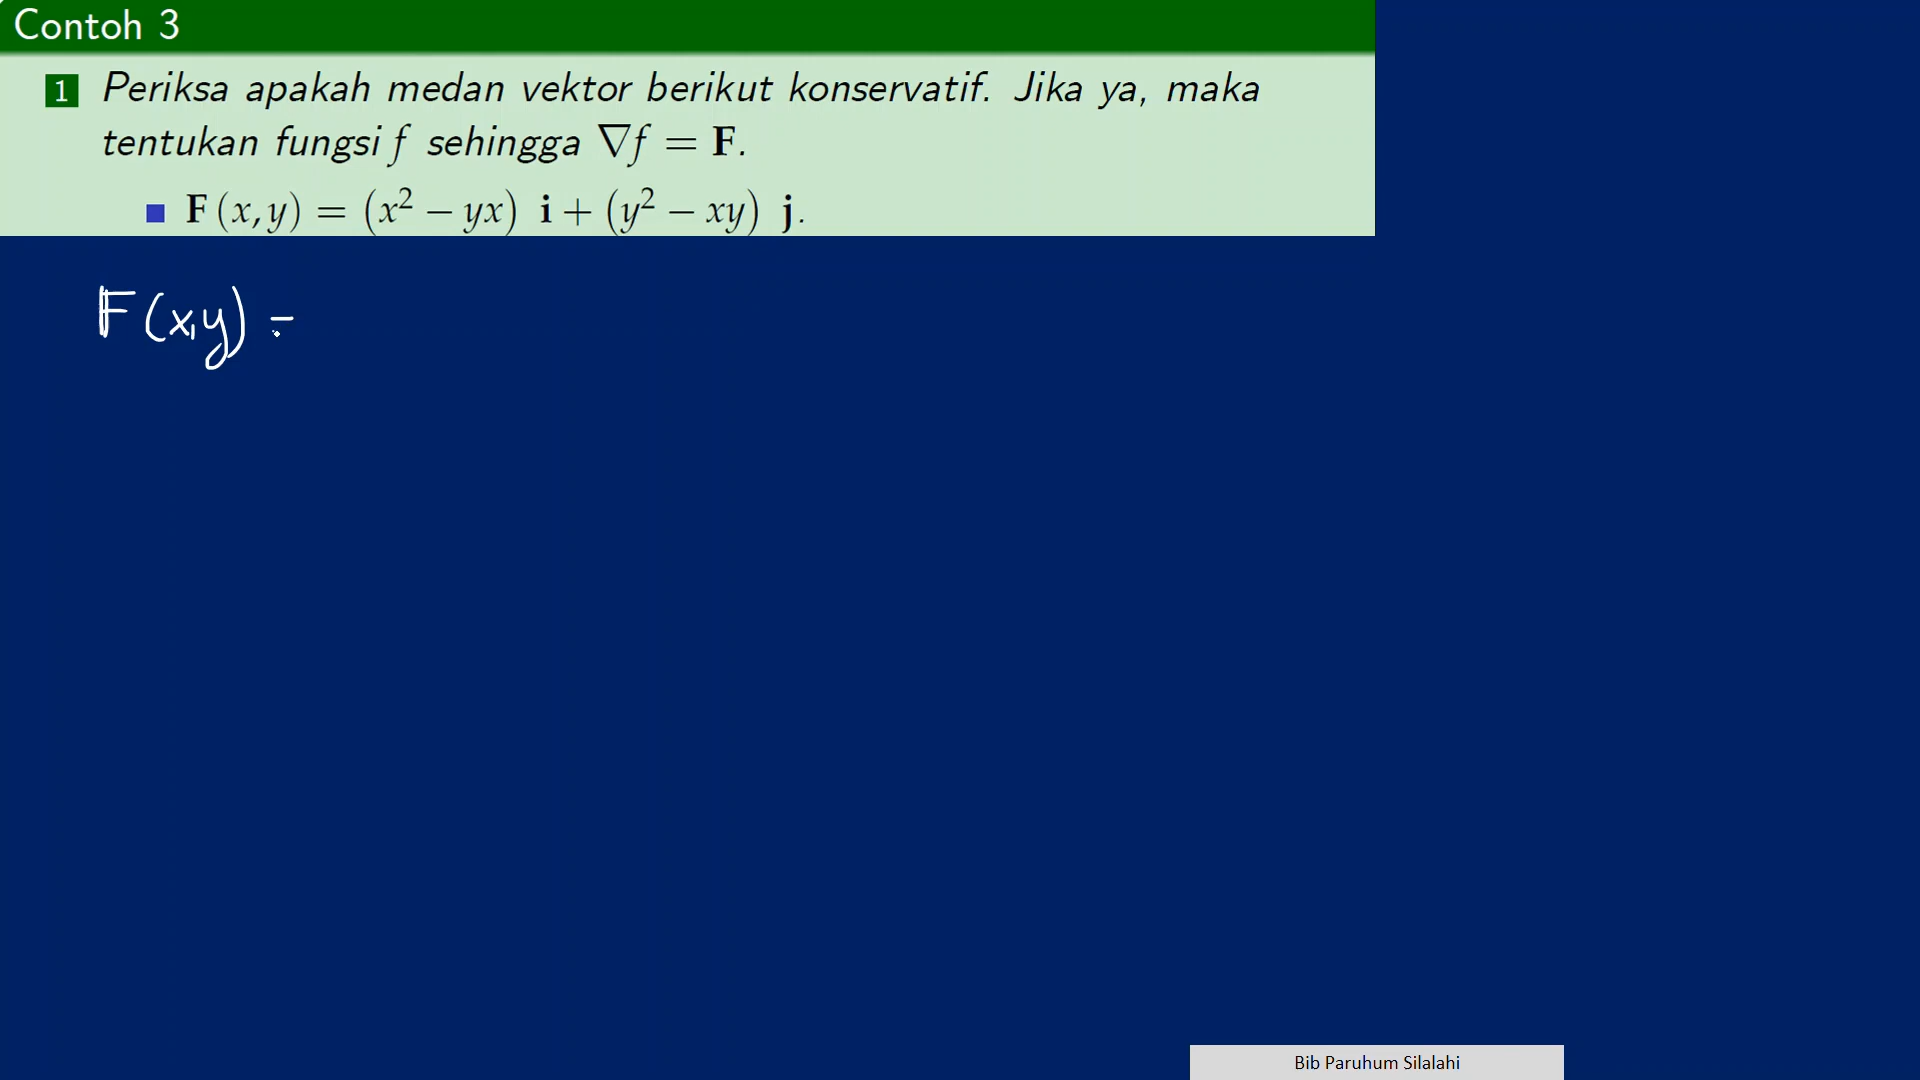 Contoh 3
1 Periksa apakah medan vektor berikut konservatif. Jika ya, maka
tentukan fungsi f sehingga ∇f = F.
F (x, y) = (x² − yx) i + (y² − xy) j.
F (x,y) =
Bib Paruhum Silalahi